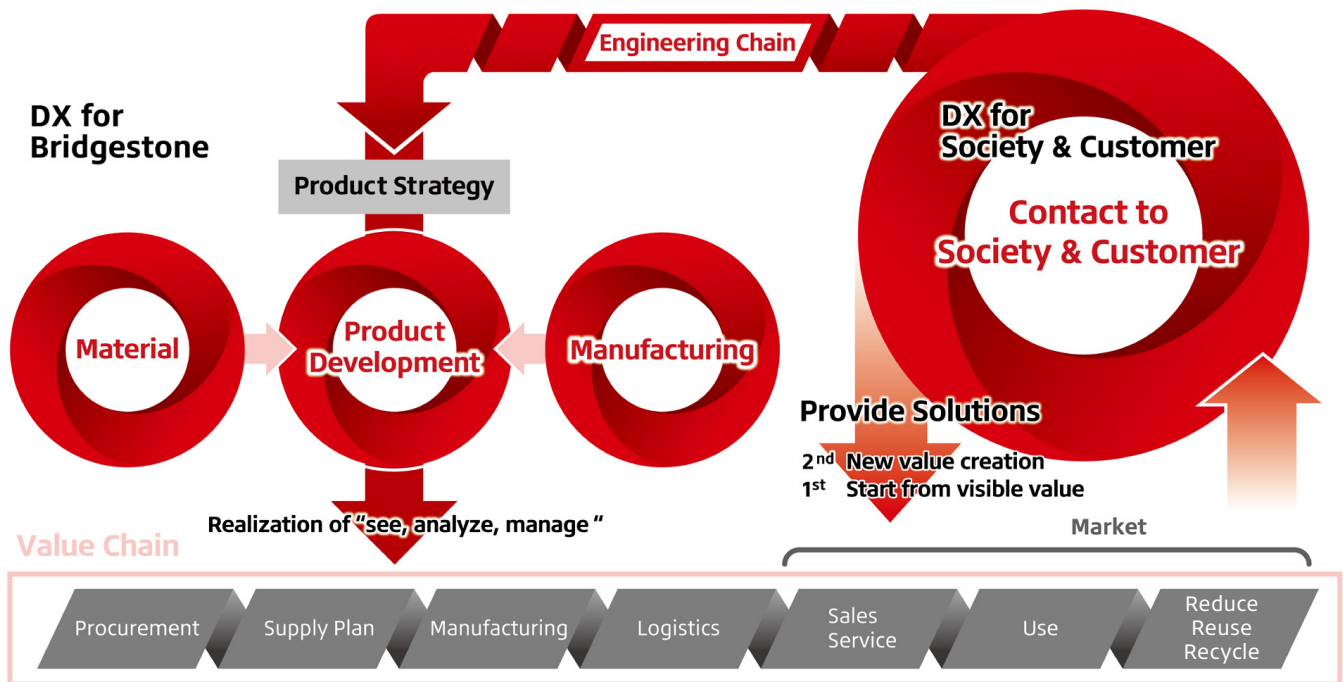 Engineering Chain
DX for
Bridgestone
DX for
Society & Customer
Product Strategy
Contact to
Society & Customer
Material
Product
Development
Manufacturing
Provide Solutions
2nd New value creation
1st Start from visible value
Realization of “see, analyze, manage “
Market
Value Chain
Procurement
Supply Plan
Manufacturing
Logistics
Sales
Service
Use
Reduce
Reuse
Recycle